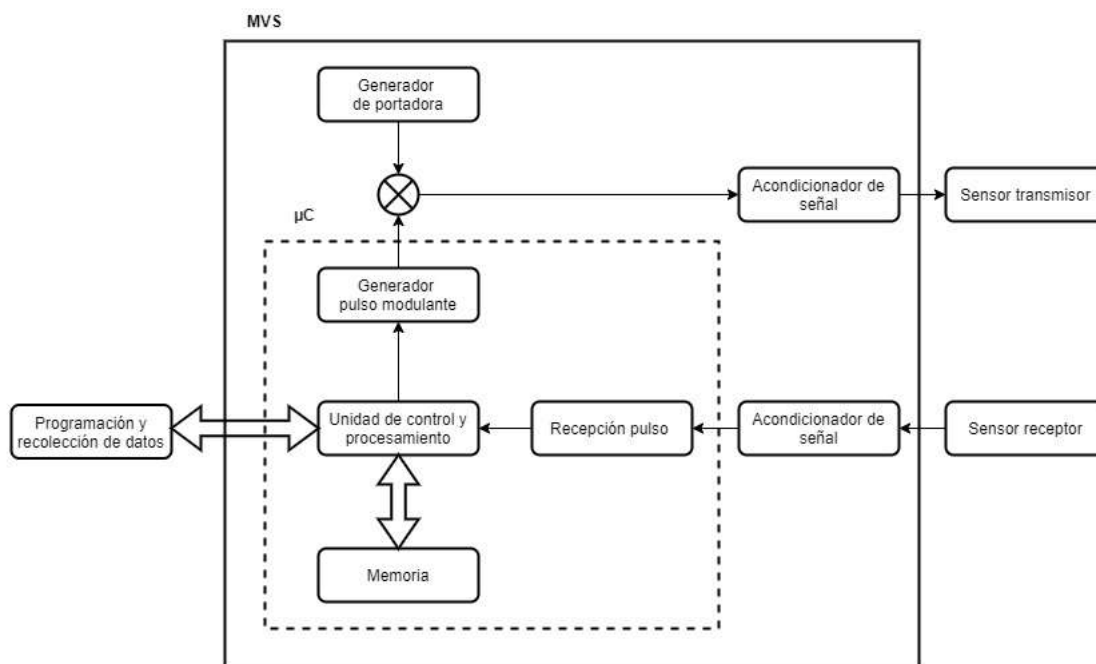 MVS
Generador
de portadora
Acondicionador de
señal
Sensor transmisor
µC
Generador
pulso modulante
Programación y
recolección de datos
Unidad de control y
procesamiento
Recepción pulso
Acondicionador de
señal
Sensor receptor
Memoria